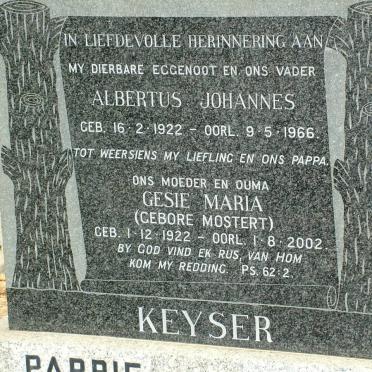 IN LIEFDEVOLLE HERINNERING AAN
MY DIERBARE EGGENOOT EN ONS VADER
ALBERTUS JOHANNES
GEB. 16·2·1922 - OORL. 9·5·1966.
TOT WEERSIENS MY LIEFLING EN ONS PAPPA.
ONS MOEDER EN OUMA
GESIE MARIA
(GEBORE MOSTERT)
GEB. 1·12·1922 - OORL. 1·8·2002.
BY GOD VIND EK RUS, VAN HOM
KOM MY REDDING. PS. 62:2.
KEYSER
PAPPIE